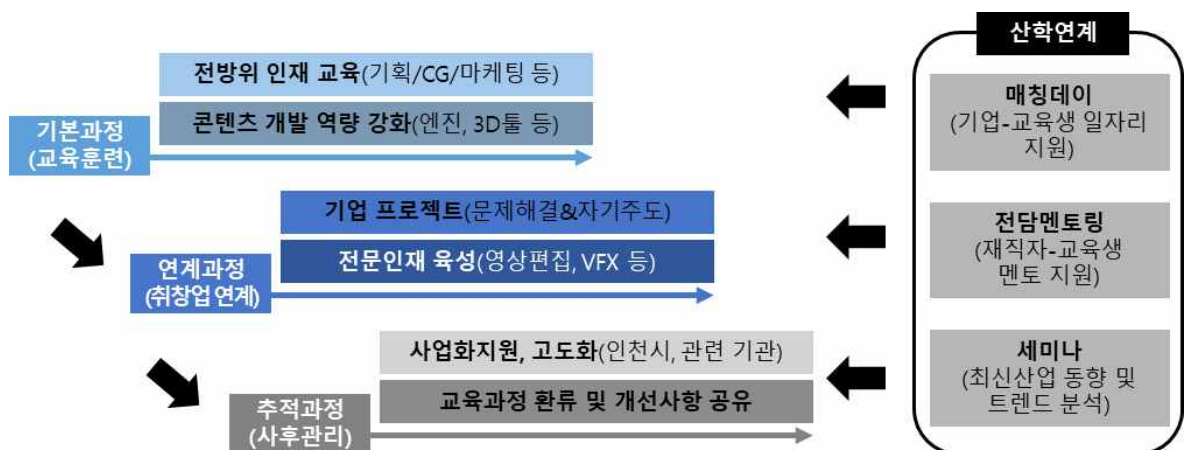 산학연계
전방위 인재 교육(기획/CG/마케팅 등)
콘텐츠 개발 역량 강화(엔진, 3D툴 등)
기본과정
(교육훈련)
매칭데이
(기업-교육생 일자리
지원)
기업 프로젝트(문제해결&자기주도)
전문인재 육성(영상편집, VFX 등)
연계과정
(취창업 연계)
전담멘토링
(재직자-교육생
멘토 지원)
사업화지원, 고도화(인천시, 관련 기관)
교육과정 환류 및 개선사항 공유
추적과정
(사후관리)
세미나
(최신산업 동향 및
트렌드 분석)